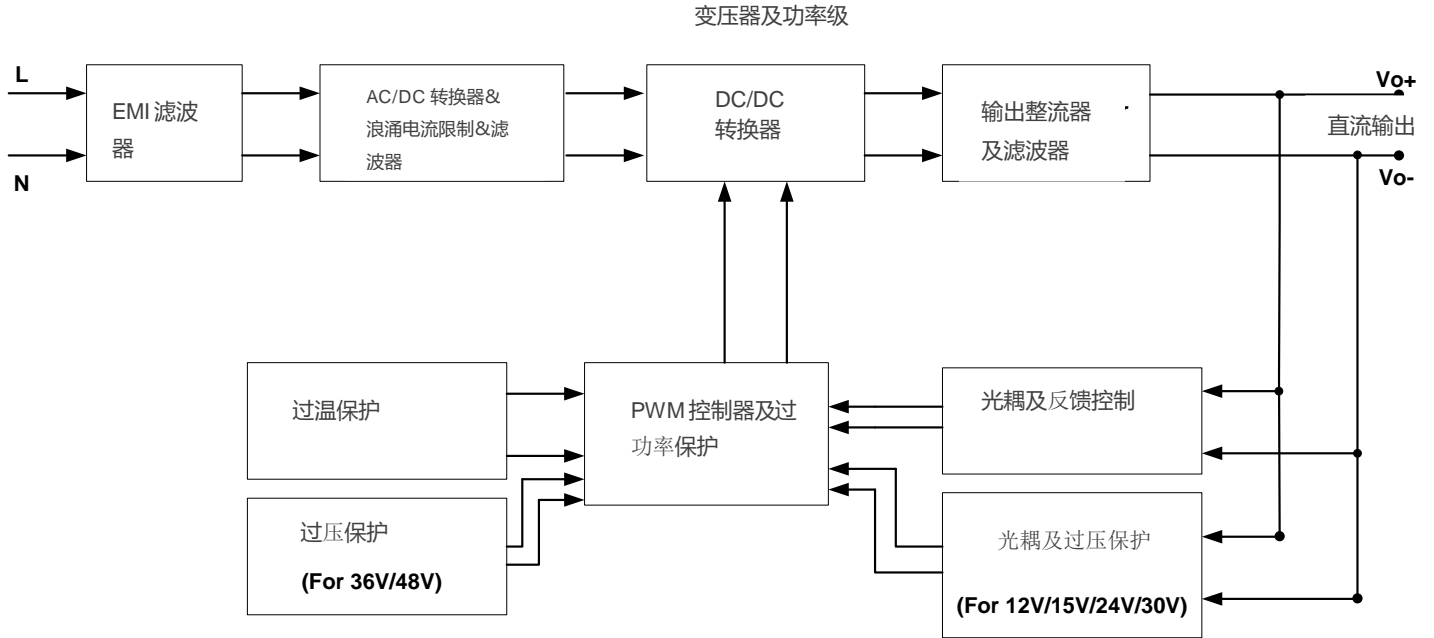 变压器及功率级
L
N
EMI 滤波
器
AC/DC 转换器&
浪涌电流限制&滤
波器
DC/DC
转换器
输出整流器
及滤波器
Vo+
直流输出
Vo-
过温保护
PWM 控制器及过
功率保护
光耦及反馈控制
过压保护
(For 36V/48V)
光耦及过压保护
(For 12V/15V/24V/30V)